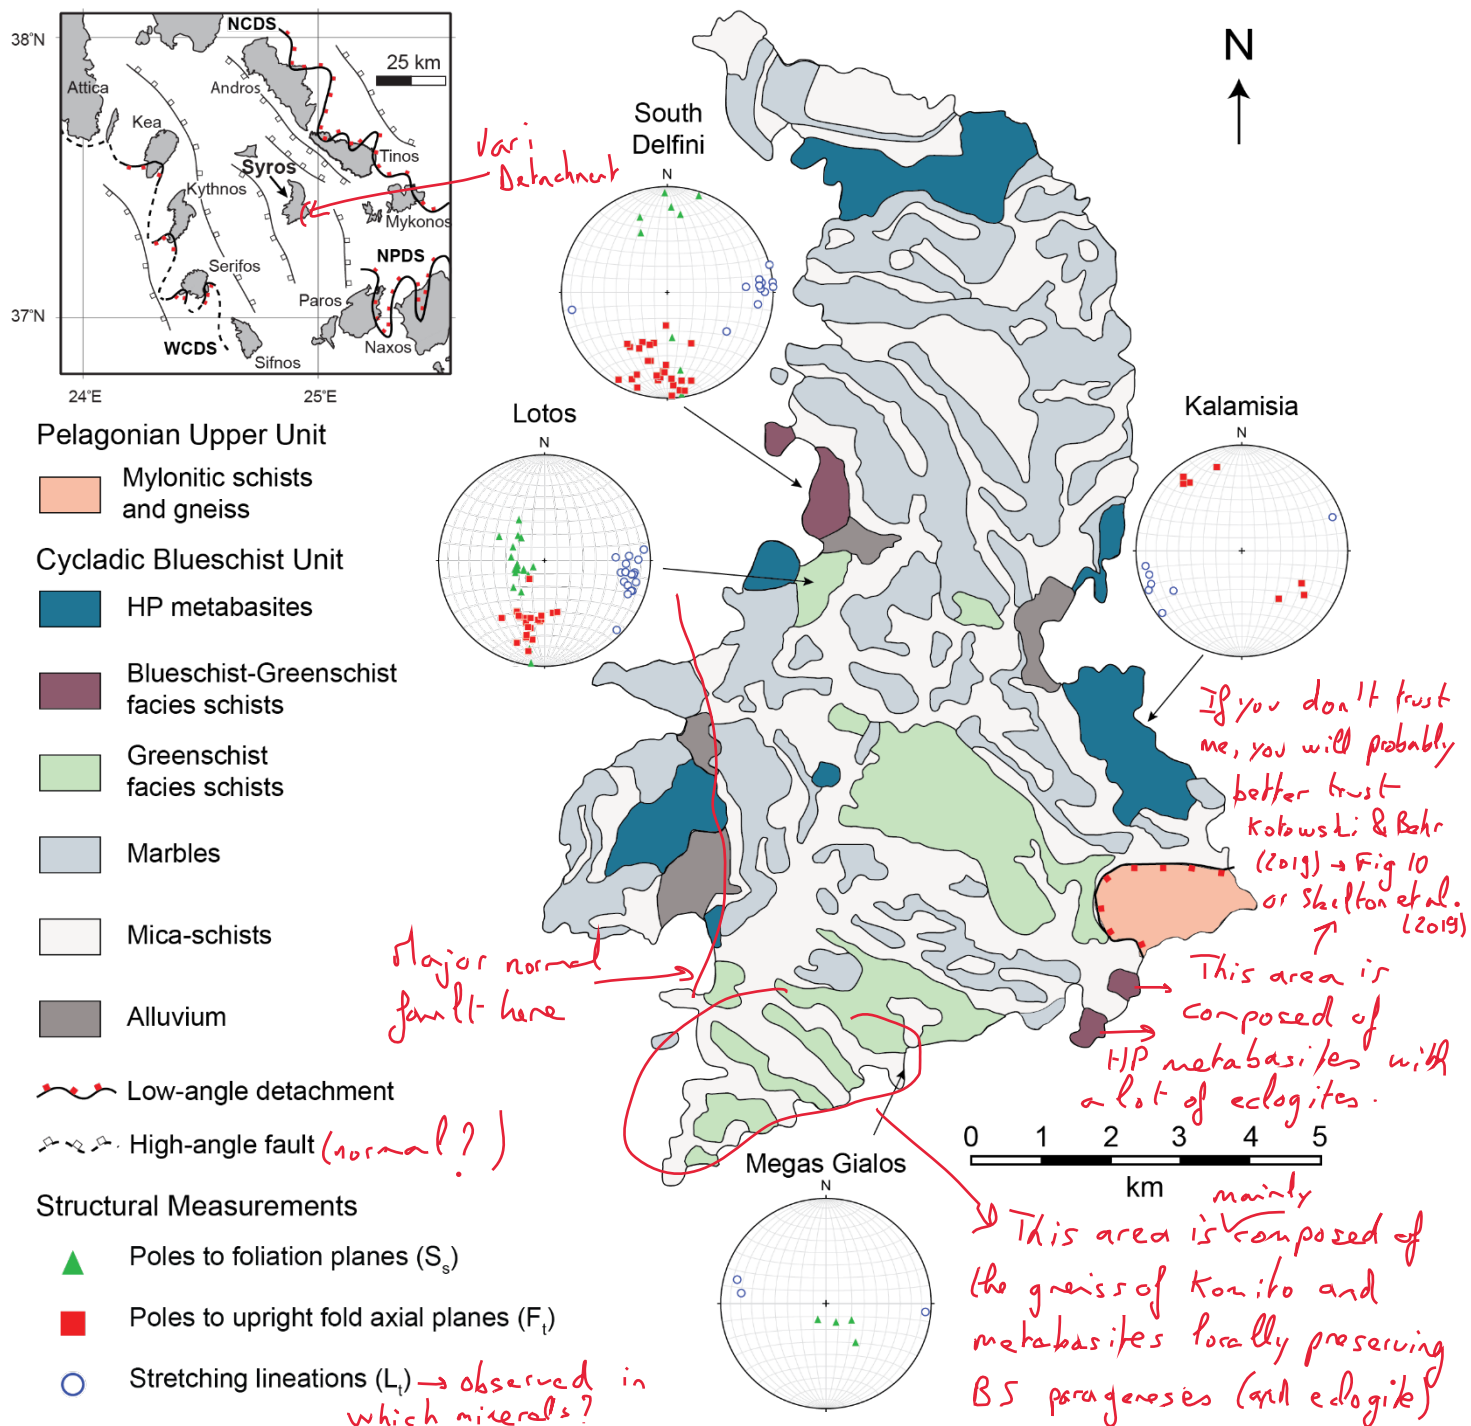 38°N
37°N
24°E
25°E
NCDS
25 km
Attica
Andros
Kea
Tinos
Syros
Kythnos
Mykonos
NPDS
Serifos
Paros
WCDS
Sifnos
Naxos
Vari
Detachment
N
South
Delfini
N
Lotos
N
Kalamisia
N
Pelagonian Upper Unit
Mylonitic schists
and gneiss
Cycladic Blueschist Unit
HP metabasites
Blueschist-Greenschist
facies schists
Greenschist
facies schists
Marbles
Mica-schists
Alluvium
Low-angle detachment
High-angle fault (normal?)
Structural Measurements
Poles to foliation planes (Ss)
Poles to upright fold axial planes (Ft)
Stretching lineations (Lt) → observed in
which minerals?
Major normal
fault here
If you don't trust
me, you will probably
better trust
Kotowski & Behr
(2019) → Fig 10
or Skelton et al.
(2019)
This area is
composed of
HP metabasites with
a lot of eclogites.
0 1 2 3 4 5
km
Megas Gialos
N
mainly
This area is composed of
the gneiss of Komito and
metabasites locally preserving
BS parageneses (and eclogite)